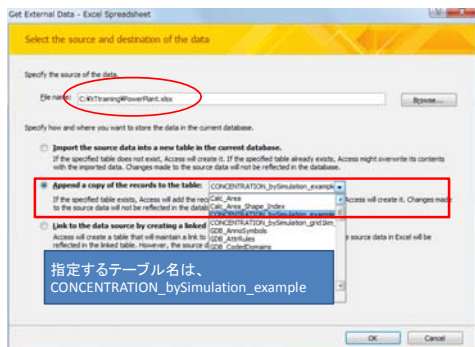 Get External Data - Excel Spreadsheet
Select the source and destination of the data
Specify the source of the data.
File name: C:¥ITtraining¥PowerPlant.xlsx
Browse...
Specify how and where you want to store the data in the current database.
Import the source data into a new table in the current database.
If the specified table does not exist, Access will create it. If the specified table already exists, Access might overwrite its contents
with the imported data. Changes made to the source data will not be reflected in the database.
Append a copy of the records to the table: CONCENTRATION_bySimulation_example
If the specified table exists, Access will add the rec
Access will create it. Changes made
to the source data will not be reflected in the datab
Calc_Area
Calc_Area_Shape_Index
CONCENTRATION_bySimulation_example
CONCENTRATION_bySimulation_grid1km
GDB_AnnoSymbols
GDB_AttrRules
GDB_CodedDomains
Link to the data source by creating a linked
Access will create a table that will maintain a link to
source data in Excel will be
reflected in the linked table. However, the source d
指定するテーブル名は、
CONCENTRATION_bySimulation_example
OK
Cancel